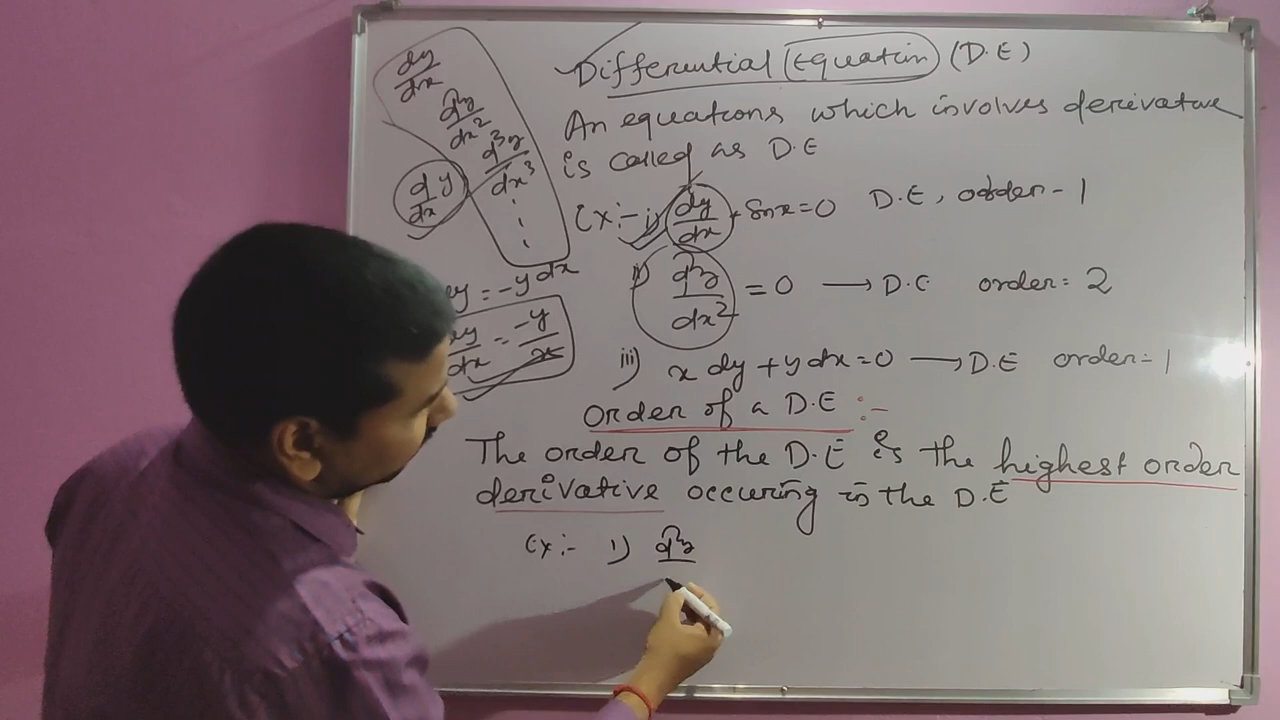 Differential Equation (D.E)
An equations which involves derivative
is called as D.E
Ex:- i) dy/dx + Sinx=0 D.E, order - 1
ii) d²y/dx² = 0 → D.E order = 2
iii) x dy + y dx = 0 → D.E order = 1
Order of a D.E :-
The order of the D.E is the highest order
derivative occuring in the D.E
Ex:- 1) d²y
dy/dx
d²y/dx²
d³y/dx³
d/dx y
dy = -y dx
dy/dx = -y/x